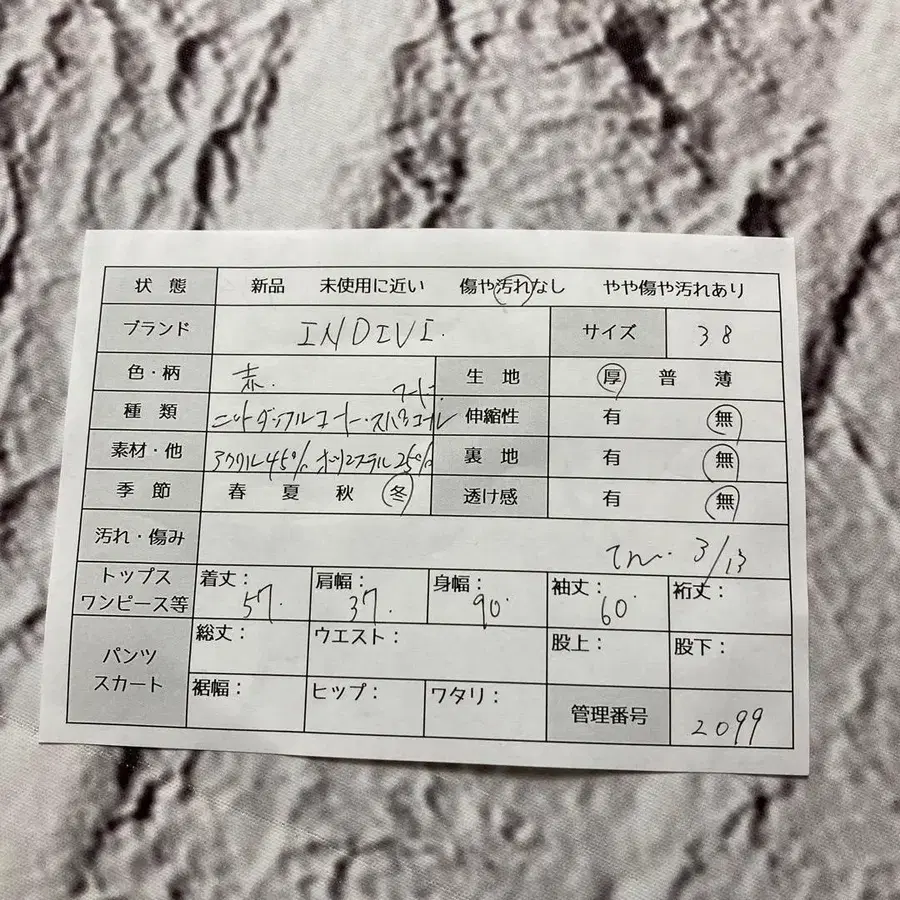 状態 新品 未使用に近い 傷や汚れなし やや傷や汚れあり
ブランド INDIVI. サイズ 38
色・柄 赤. 生地 厚 普 薄
フード
種類 ニットダッフルコート・スパンコール 伸縮性 有 無
素材・他 アクリル45% ポリエステル25% 裏地 有 無
季節 春 夏 秋 冬 透け感 有 無
汚れ・傷み 3/13
トップス ワンピース等 着丈: 57. 肩幅: 37. 身幅: 90. 袖丈: 60. 裄丈:
パンツ スカート 総丈: ウエスト: 股上: 股下:
裾幅: ヒップ: ワタリ: 管理番号 2099